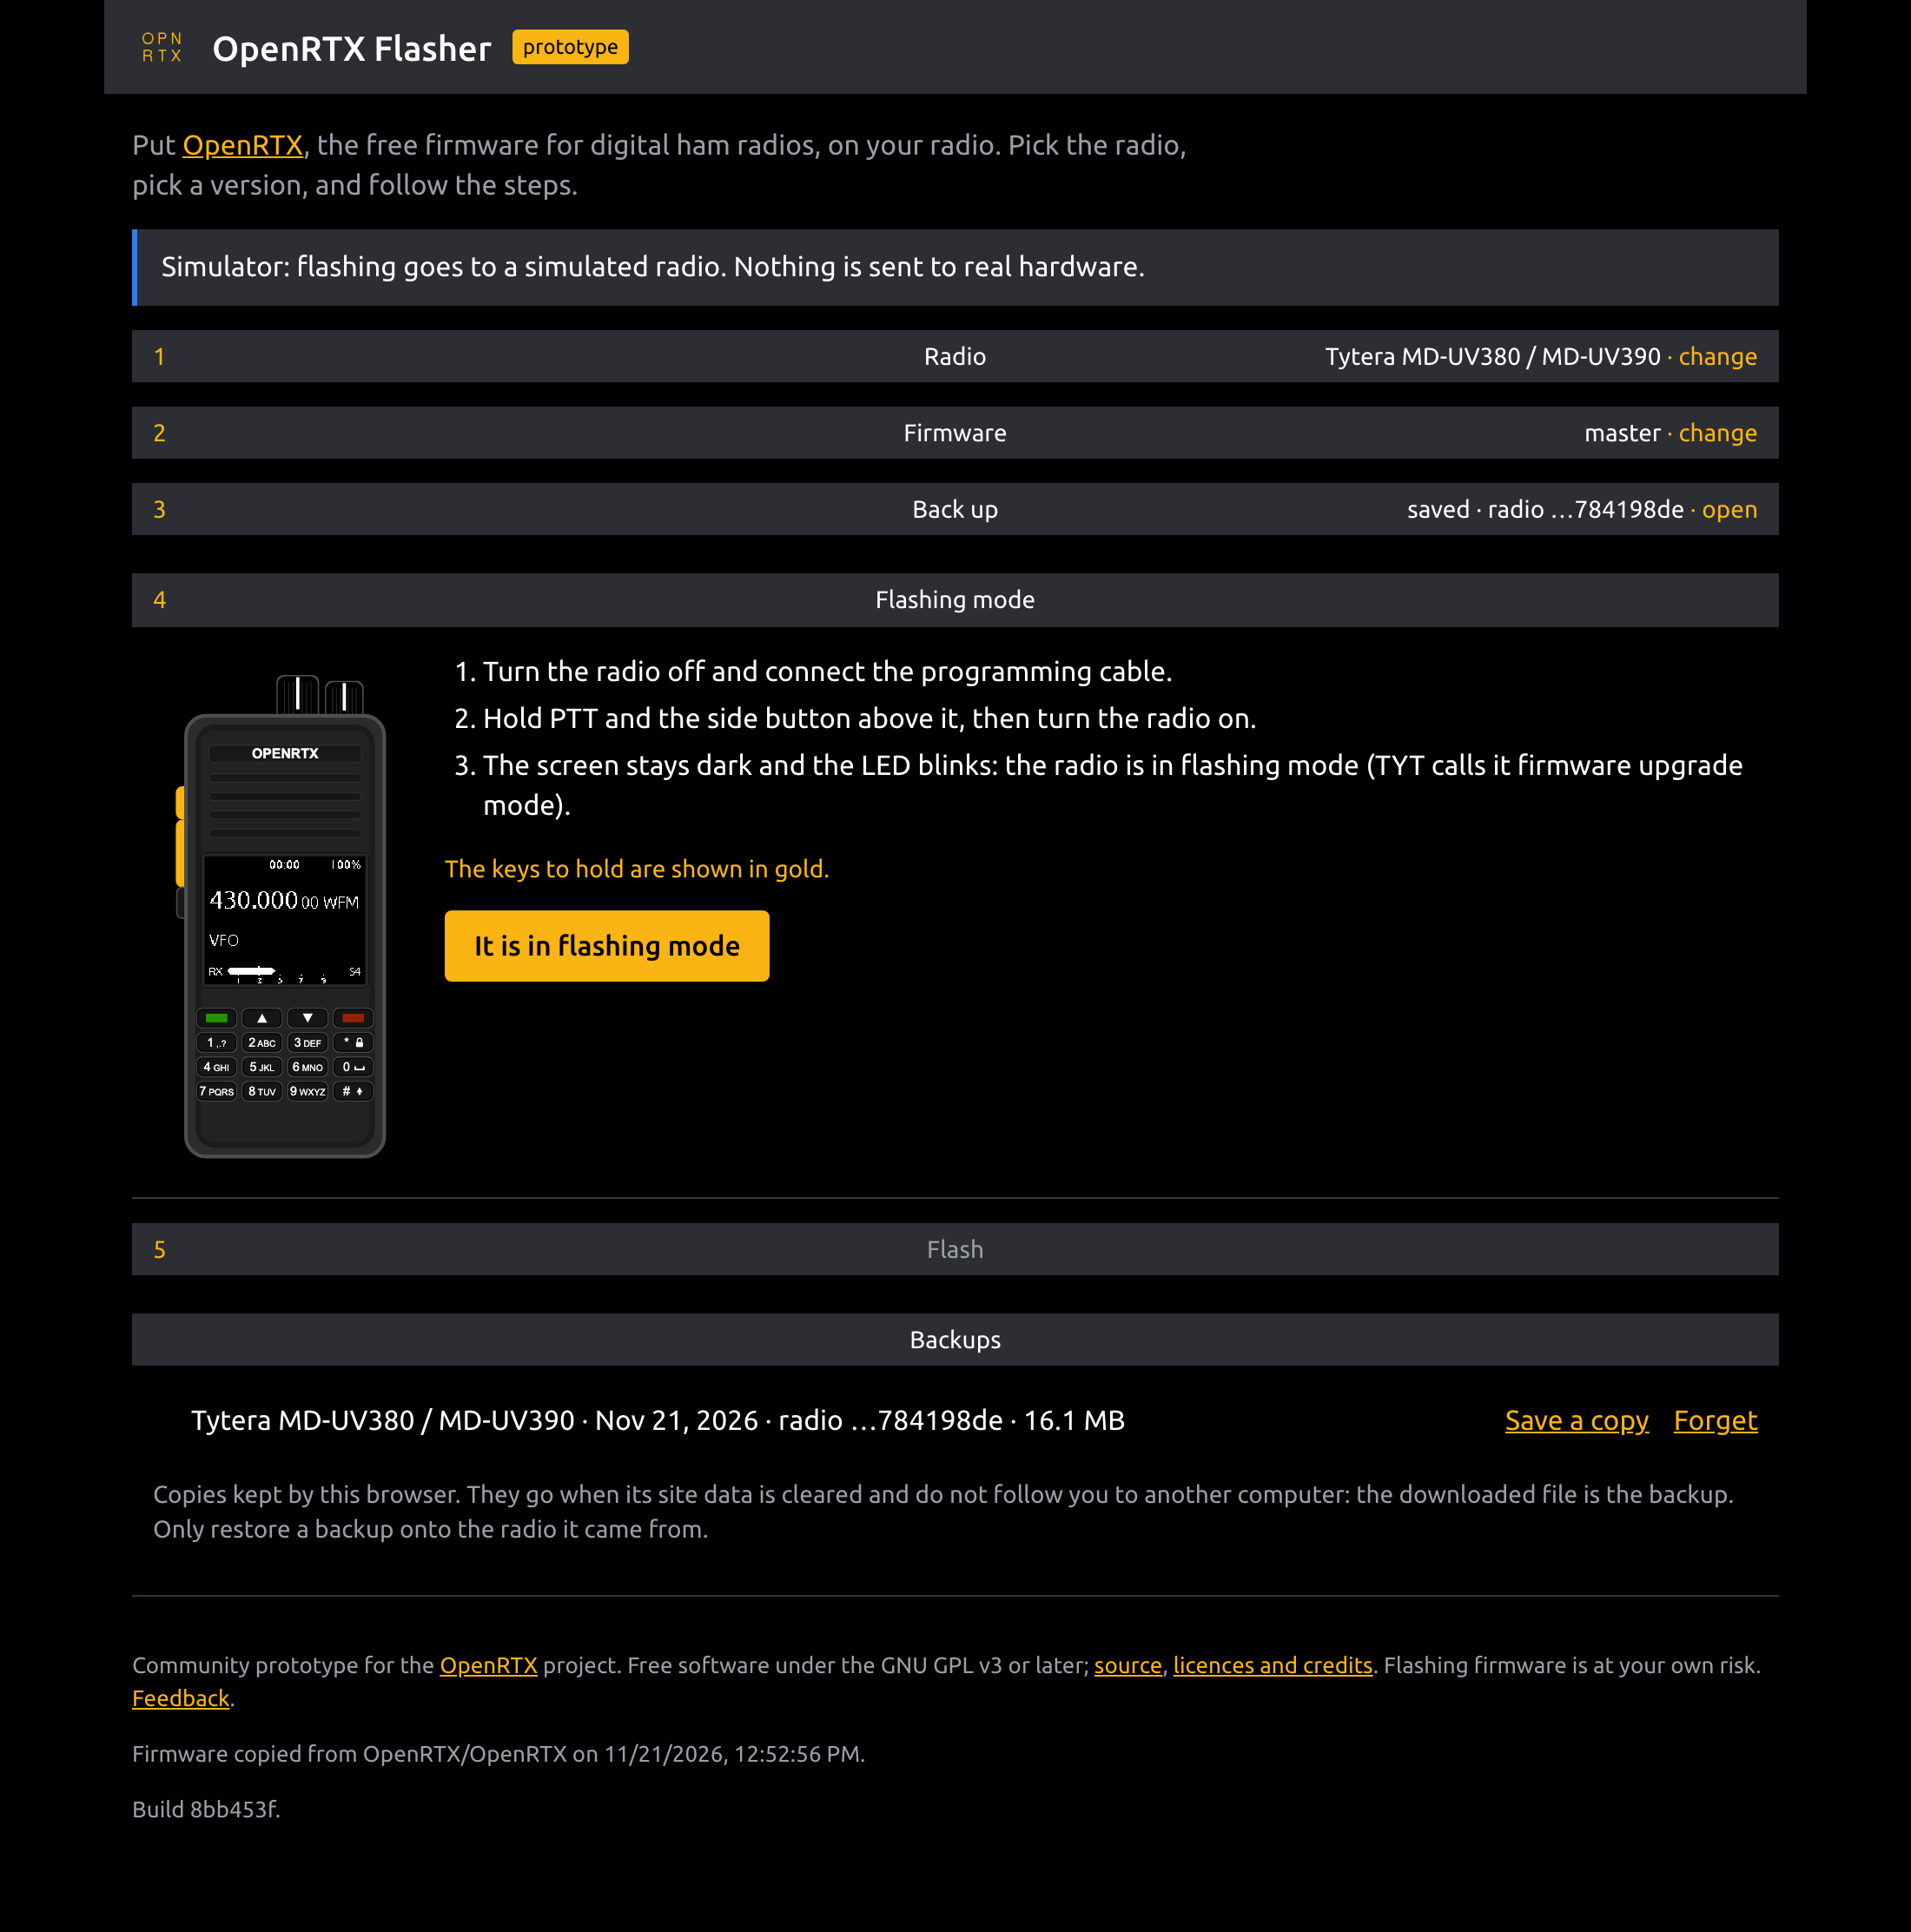 OPN
RTX
OpenRTX Flasher
prototype
Put OpenRTX, the free firmware for digital ham radios, on your radio. Pick the radio,
pick a version, and follow the steps.
Simulator: flashing goes to a simulated radio. Nothing is sent to real hardware.
1 Radio Tytera MD-UV380 / MD-UV390 · change
2 Firmware master · change
3 Back up saved · radio …784198de · open
4 Flashing mode
OPENRTX
00:00 100%
430.000 00 WFM
VFO
RX S4
1 ,.? 2 ABC 3 DEF *
4 GHI 5 JKL 6 MNO 0
7 PQRS 8 TUV 9 WXYZ #
1. Turn the radio off and connect the programming cable.
2. Hold PTT and the side button above it, then turn the radio on.
3. The screen stays dark and the LED blinks: the radio is in flashing mode (TYT calls it firmware upgrade
mode).
The keys to hold are shown in gold.
It is in flashing mode
5 Flash
Backups
Tytera MD-UV380 / MD-UV390 · Nov 21, 2026 · radio …784198de · 16.1 MB Save a copy Forget
Copies kept by this browser. They go when its site data is cleared and do not follow you to another computer: the downloaded file is the backup.
Only restore a backup onto the radio it came from.
Community prototype for the OpenRTX project. Free software under the GNU GPL v3 or later; source, licences and credits. Flashing firmware is at your own risk.
Feedback.
Firmware copied from OpenRTX/OpenRTX on 11/21/2026, 12:52:56 PM.
Build 8bb453f.